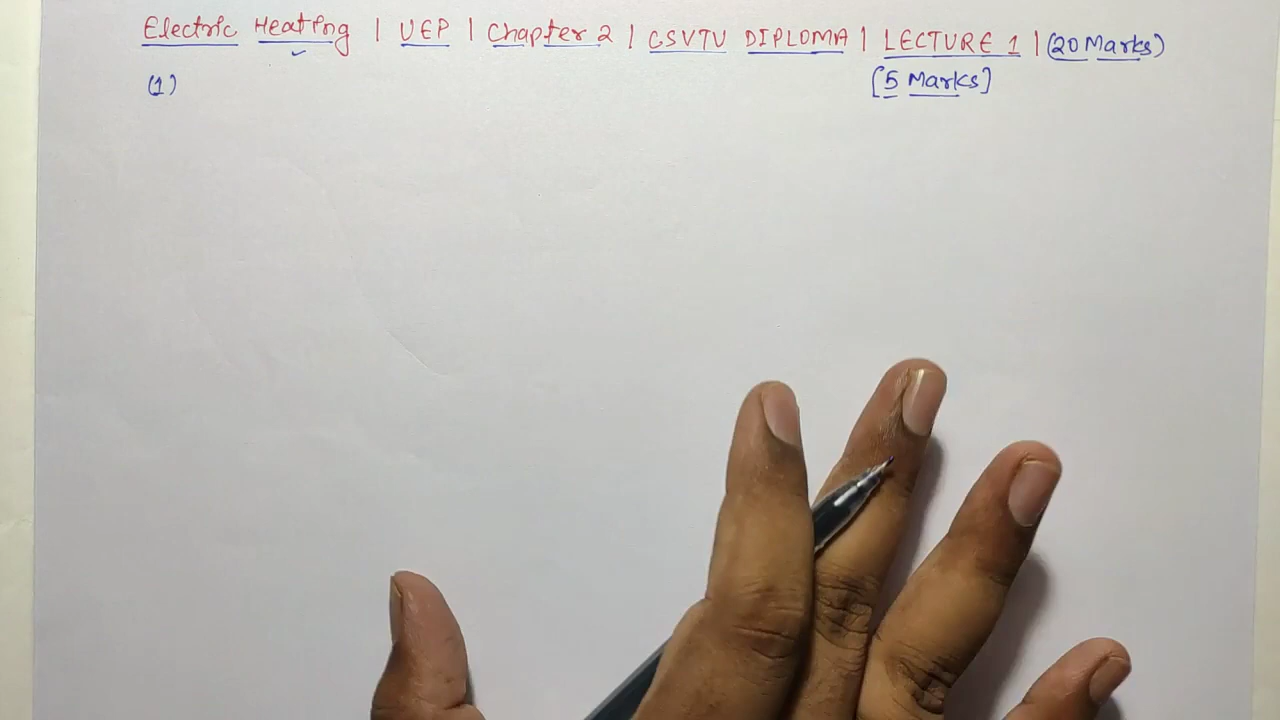 Electric Heating | UEP | Chapter 2 | CSVTU DIPLOMA | LECTURE 1 | (20 Marks)
(1) [5 Marks]